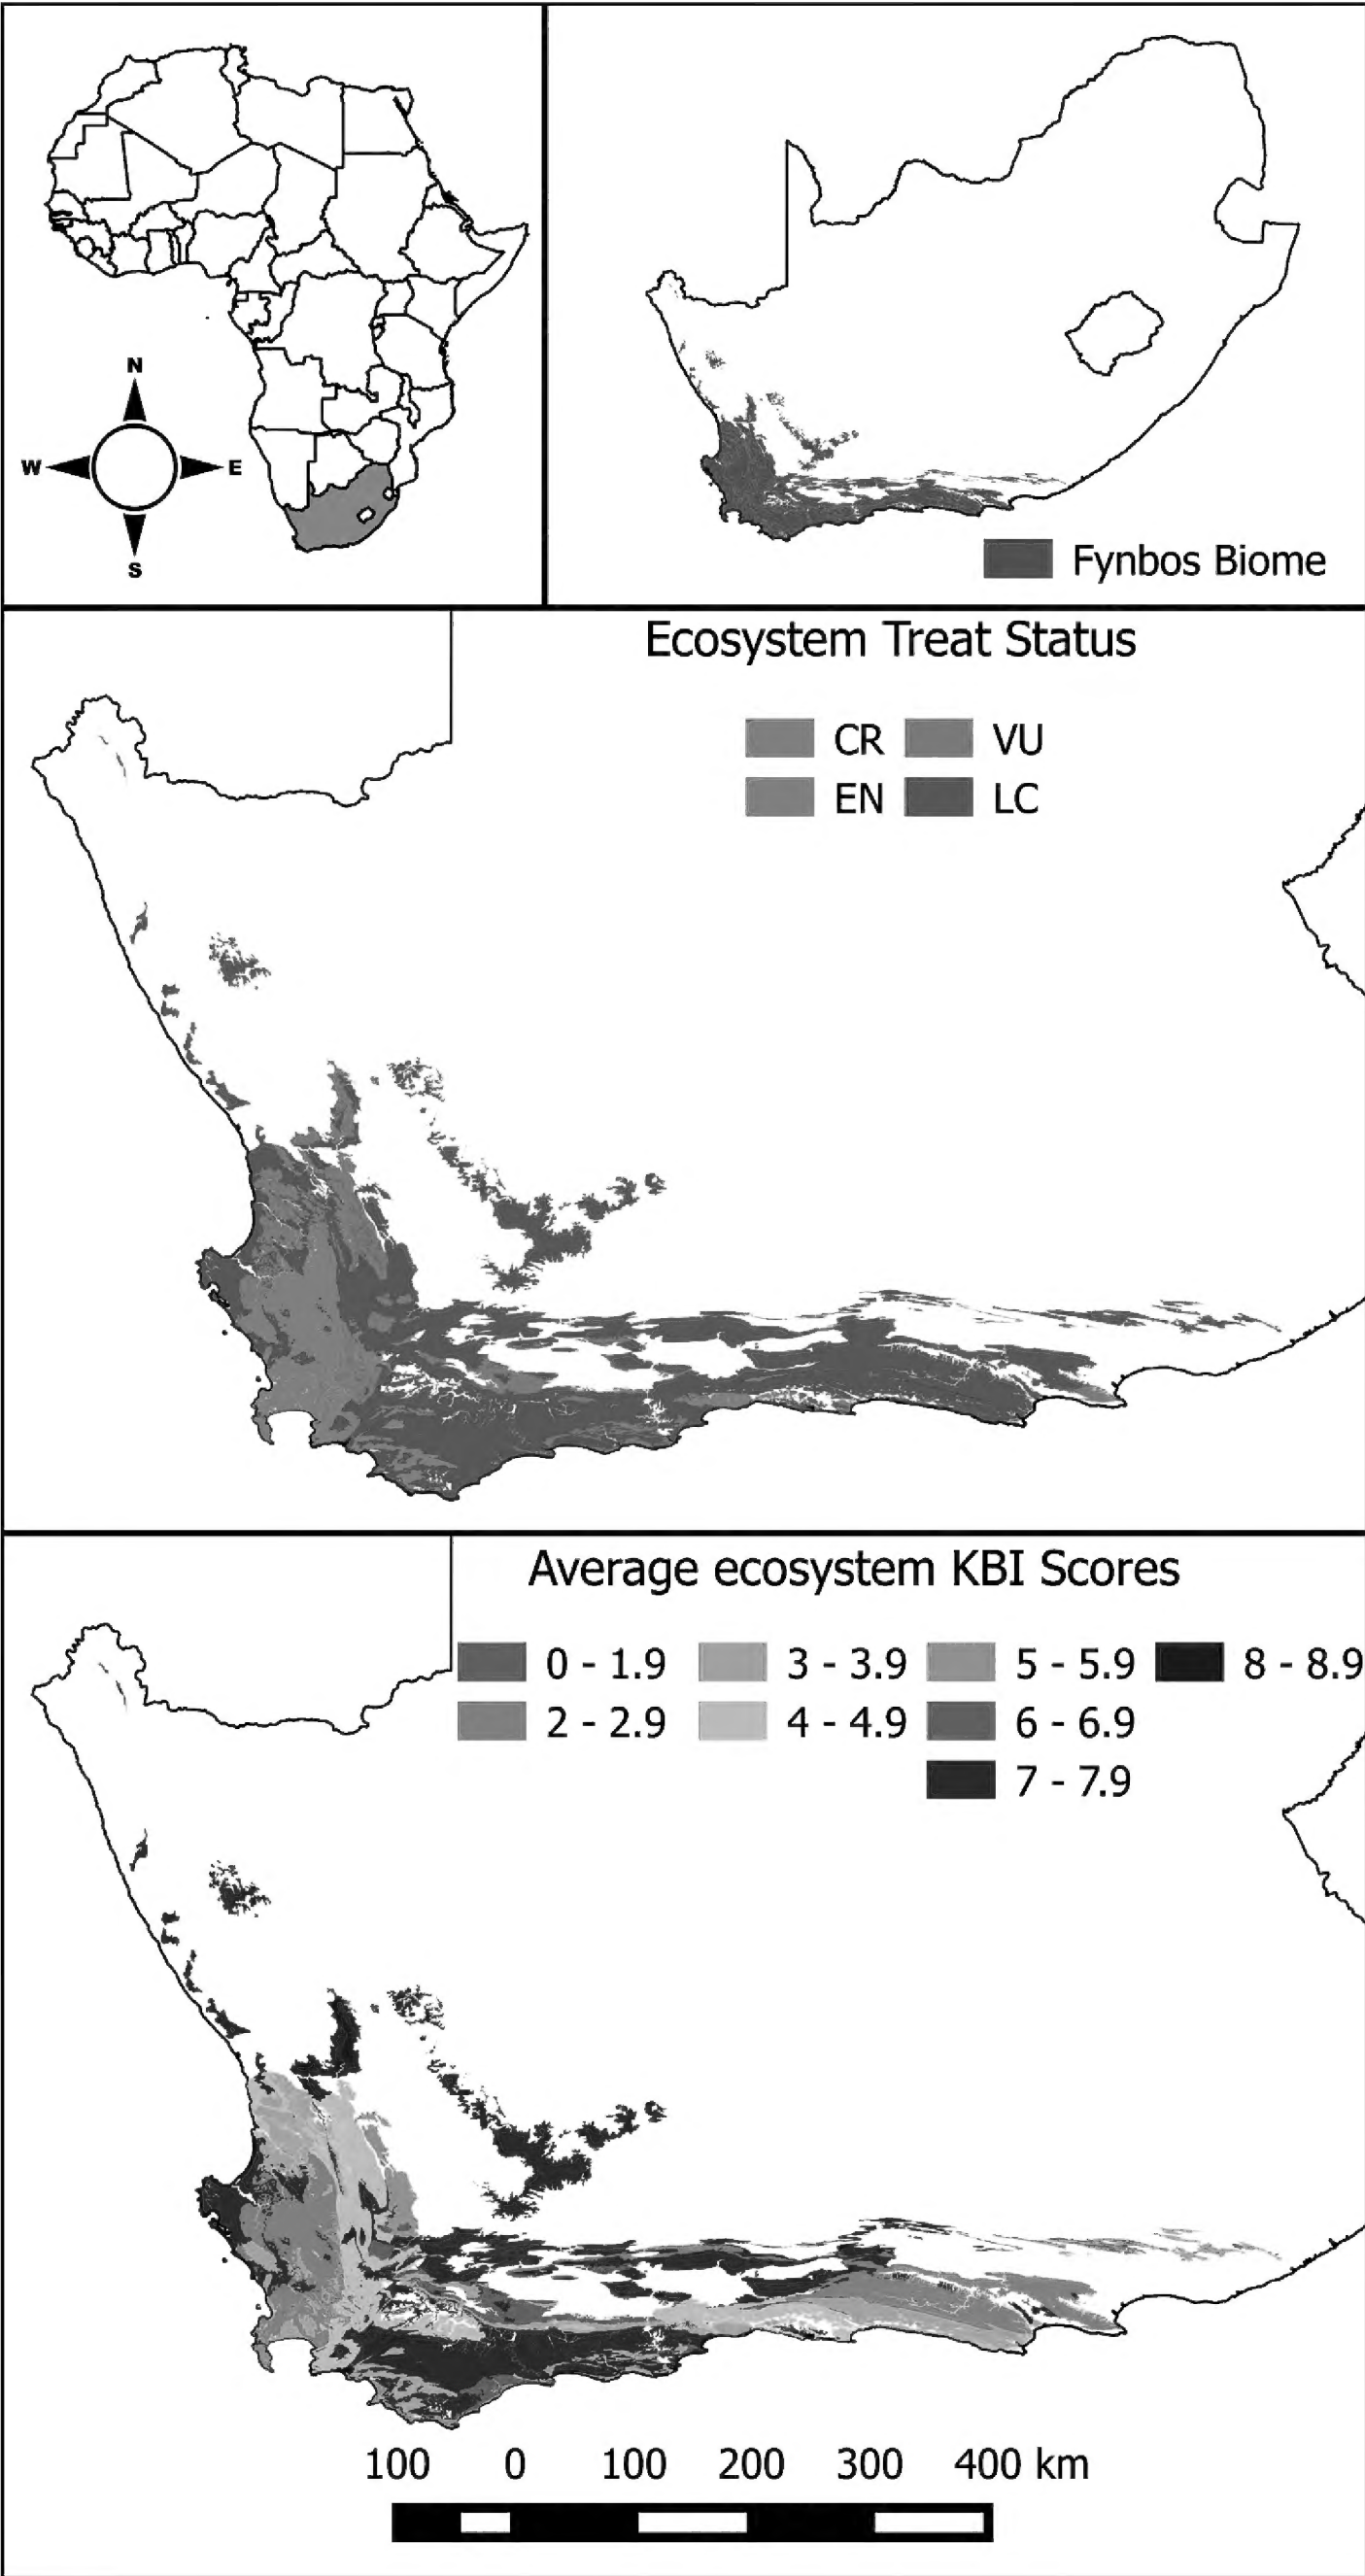 N
W E
S
Fynbos Biome
Ecosystem Treat Status
CR VU
EN LC
Average ecosystem KBI Scores
0 - 1.9 3 - 3.9 5 - 5.9 8 - 8.9
2 - 2.9 4 - 4.9 6 - 6.9
7 - 7.9
100 0 100 200 300 400 km